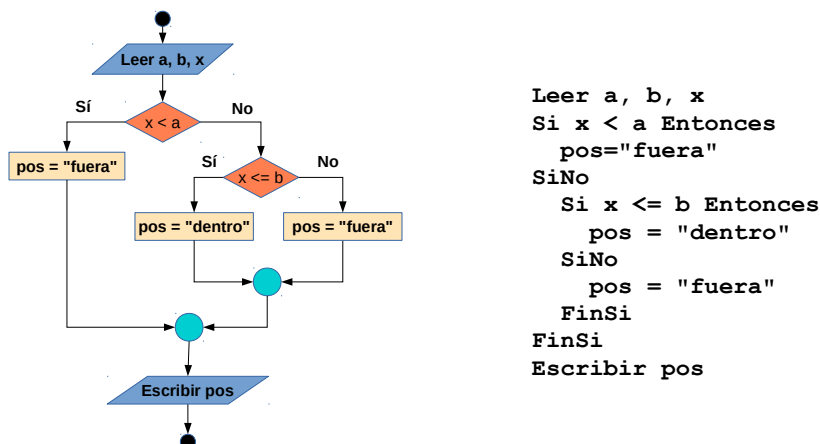 Leer a, b, x
Sí
x < a
No
pos = "fuera"
Sí
x <= b
No
pos = "dentro"
pos = "fuera"
Escribir pos
Leer a, b, x
Si x < a Entonces
pos="fuera"
SiNo
Si x <= b Entonces
pos = "dentro"
SiNo
pos = "fuera"
FinSi
FinSi
Escribir pos